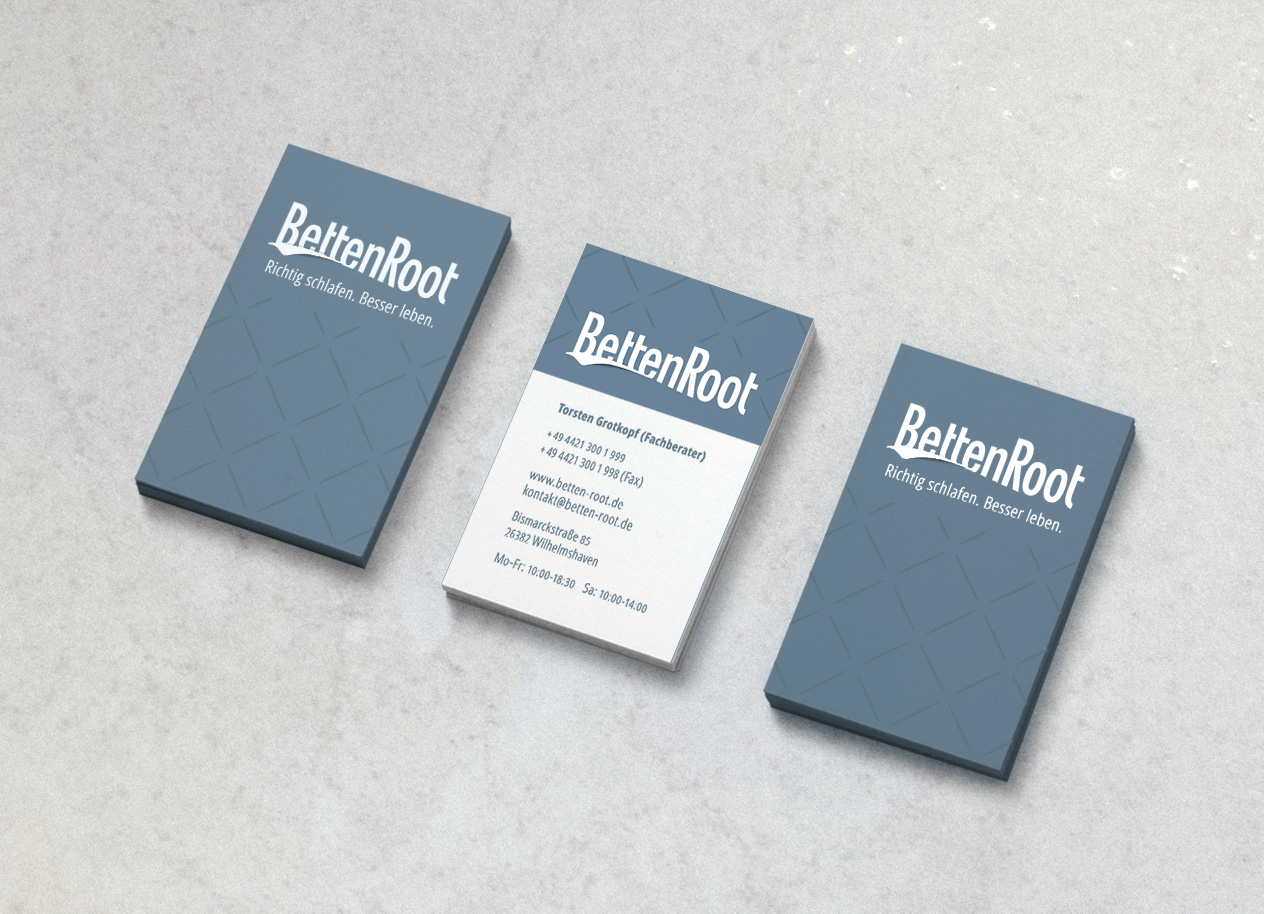 BettenRoot
Richtig schlafen. Besser leben.
BettenRoot
Torsten Grotkopf (Fachberater)
+49 4421 300 1 999
+49 4421 300 1 998 (Fax)
www.betten-root.de
kontakt@betten-root.de
Bismarckstraße 85
26382 Wilhelmshaven
Mo-Fr: 10:00-18:30 Sa: 10:00-14:00
BettenRoot
Richtig schlafen. Besser leben.